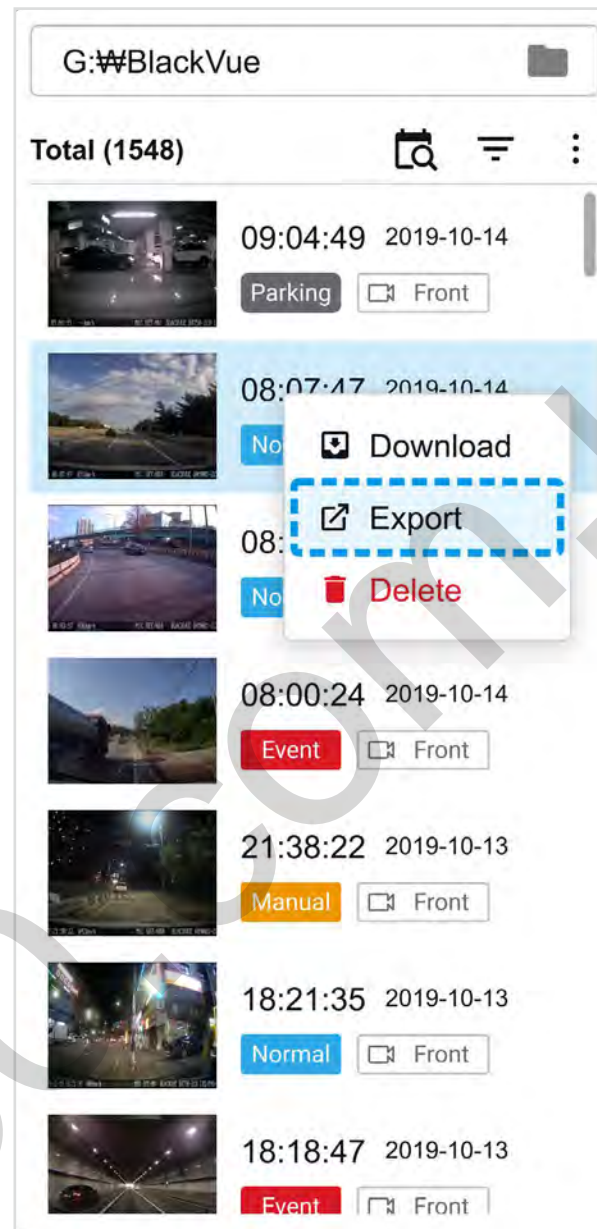 G:₩BlackVue
Total (1548)
09:04:49 2019-10-14
Parking Front
08:07:47 2019-10-14
No
Download
Export
08:
No
Delete
08:00:24 2019-10-14
Event Front
21:38:22 2019-10-13
Manual Front
18:21:35 2019-10-13
Normal Front
18:18:47 2019-10-13
Event Front